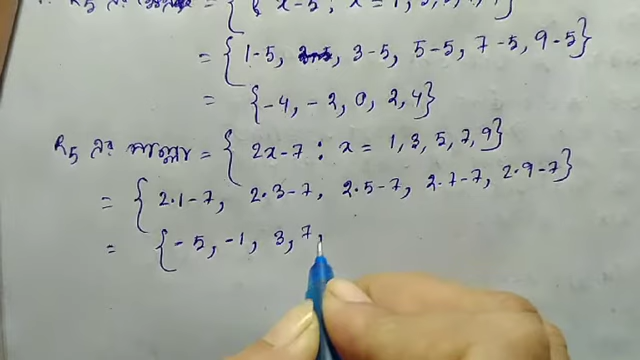 x-5 ; x = 1,
= { 1-5, 3-5, 5-5, 7-5, 9-5 }
= {-4, -2, 0, 2, 4}
R5 এর = { 2x-7 : x = 1, 3, 5, 7, 9}
= { 2·1-7, 2·3-7, 2·5-7, 2·7-7, 2·9-7}
= { -5, -1, 3, 7,